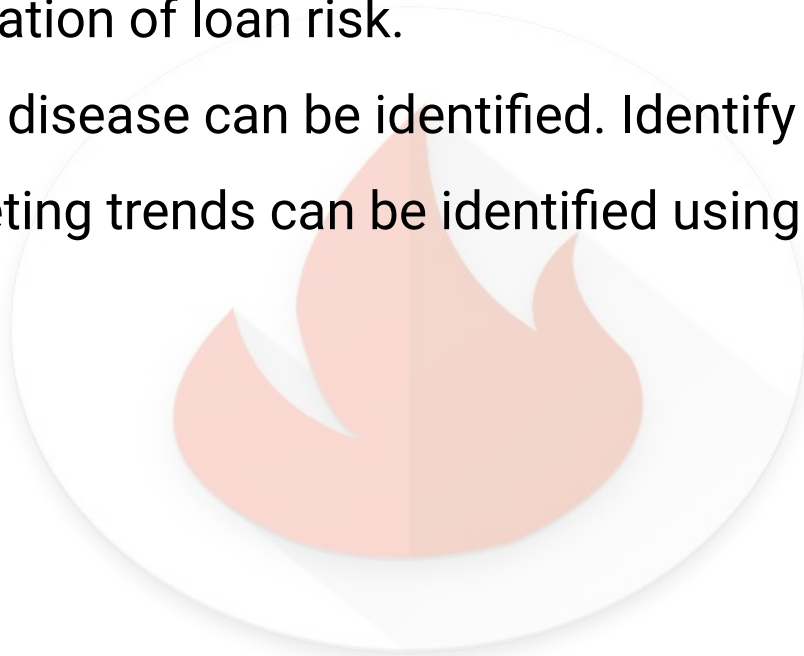 ation of loan risk.
disease can be identified. Identify
eting trends can be identified using